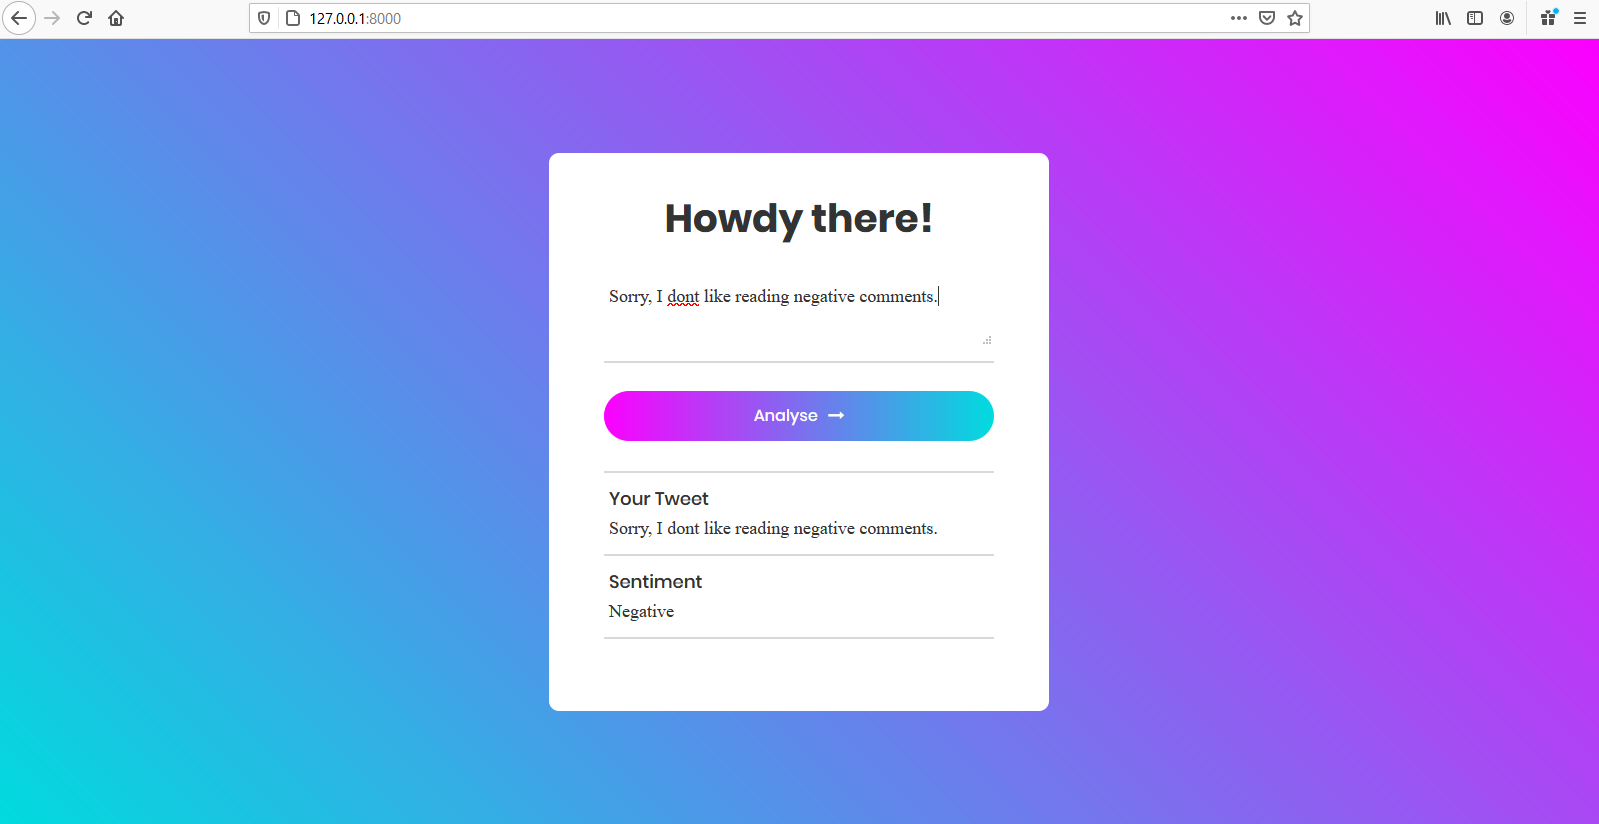 127.0.0.1:8000
Howdy there!
Sorry, I dont like reading negative comments.
Analyse
Your Tweet
Sorry, I dont like reading negative comments.
Sentiment
Negative